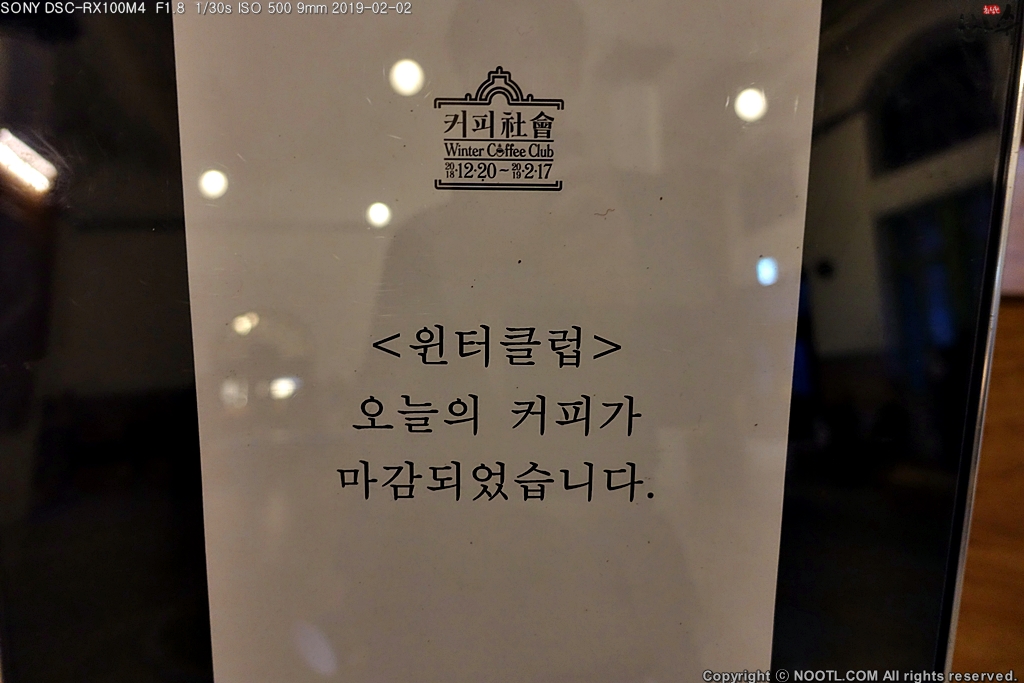 SONY DSC-RX100M4 F1.8 1/30s ISO 500 9mm 2019-02-02
커피社會
Winter Coffee Club
2018·12·20~2019·2·17
<윈터클럽>
오늘의 커피가
마감되었습니다.
Copyright © NOOTL.COM All rights reserved.